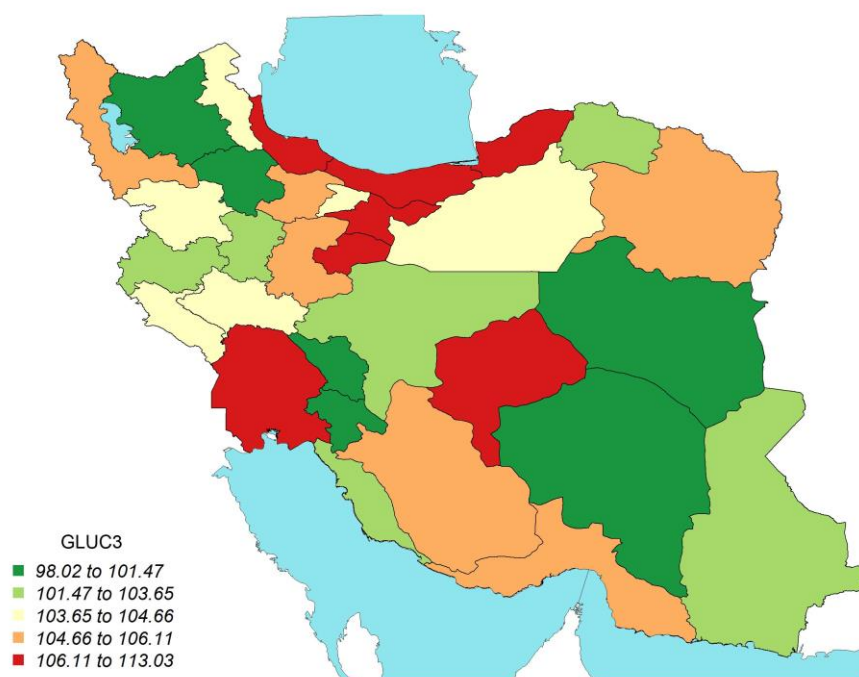 GLUC3
98.02 to 101.47
101.47 to 103.65
103.65 to 104.66
104.66 to 106.11
106.11 to 113.03